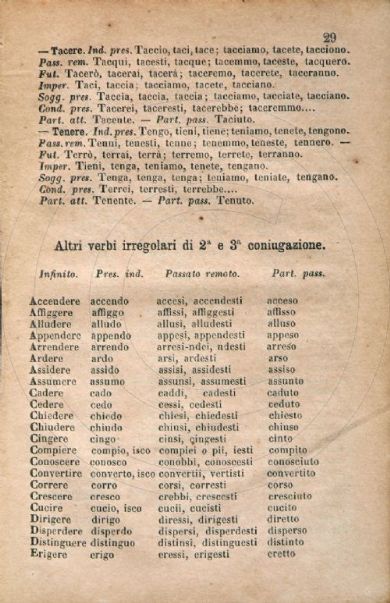 29
— Tacere. Ind. pres. Taccio, taci, tace; tacciamo, tacete, tacciono.
Pass. rem. Tacqui, tacesti, tacque; tacemmo, taceste, tacquero.
Fut. Tacerò, tacerai, tacerà; taceremo, tacerete, taceranno.
Imper. Taci, taccia; tacciamo, tacete, tacciano.
Sogg. pres. Taccia, taccia, taccia; tacciamo, tacciate, tacciano.
Cond. pres. Tacerei, taceresti, tacerebbe; taceremmo....
Part. att. Tacente. — Part. pass. Taciuto.
— Tenere. Ind. pres. Tengo, tieni, tiene; teniamo, tenete, tengono.
Pass. rem. Tenni, tenesti, tenne; tenemmo, teneste, tennero. —
Fut. Terrò, terrai, terrà; terremo, terrete, terranno.
Imper. Tieni, tenga, teniamo, tenete, tengano.
Sogg. pres. Tenga, tenga, tenga; teniamo, teniate, tengano.
Cond. pres. Terrei, terresti, terrebbe....
Part. att. Tenente. — Part. pass. Tenuto.
Altri verbi irregolari di 2ª e 3ª coniugazione.
Infinito. Pres. ind. Passato remoto. Part. pass.
Accendere accendo accesi, accendesti acceso
Affiggere affiggo affissi, affiggesti affisso
Alludere alludo allusi, alludesti alluso
Appendere appendo appesi, appendesti appeso
Arrendere arrendo arresi-ndei, ndesti arreso
Ardere ardo arsi, ardesti arso
Assidere assido assisi, assidesti assiso
Assumere assumo assunsi, assumesti assunto
Cadere cado caddi, cadesti caduto
Cedere cedo cessi, cedesti ceduto
Chiedere chiedo chiesi, chiedesti chiesto
Chiudere chiudo chiusi, chiudesti chiuso
Cingere cingo cinsi, cingesti cinto
Compiere compio, isco compiei o pii, iesti compito
Conoscere conosco conobbi, conoscesti conosciuto
Convertire converto, isco convertii, vertisti convertito
Correre corro corsi, corresti corso
Crescere cresco crebbi, crescesti cresciuto
Cucire cucio, isco cucii, cucisti cucito
Dirigere dirigo diressi, dirigesti diretto
Disperdere disperdo dispersi, disperdesti disperso
Distinguere distinguo distinsi, distinguesti distinto
Erigere erigo eressi, erigesti eretto